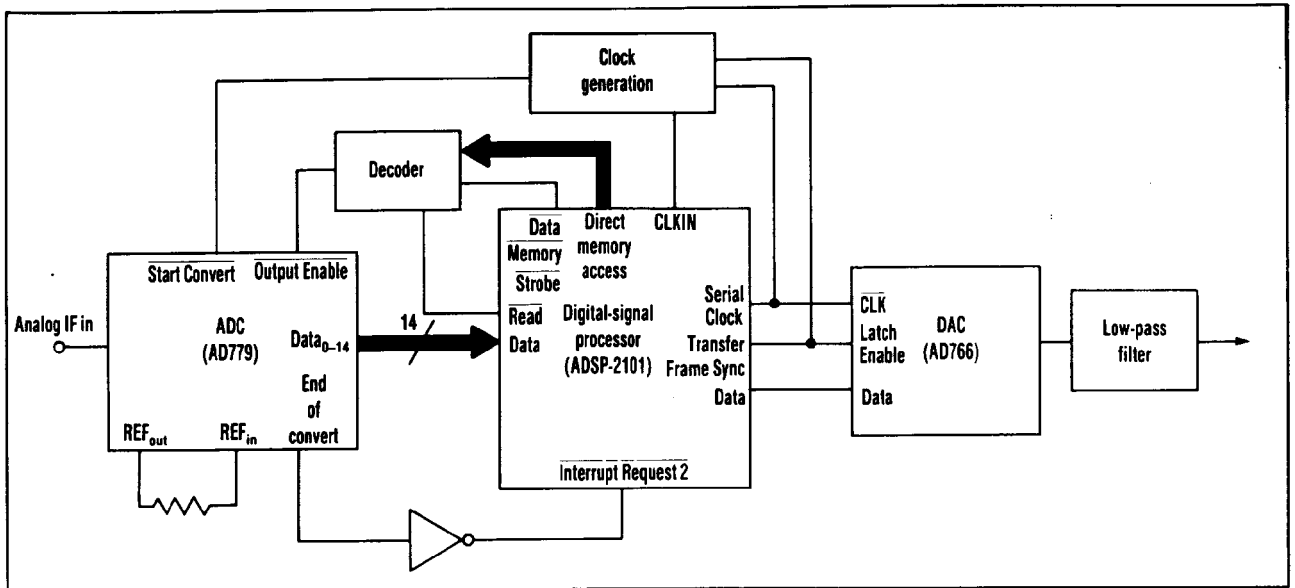 Clock
generation
Decoder
Data
Memory
Strobe
Direct
memory
access
CLKIN
Start Convert
Output Enable
Analog IF in
ADC
(AD779)
Data0–14
14
End
of
convert
REFout
REFin
Read
Data
Digital-signal
processor
(ADSP-2101)
Serial
Clock
Transfer
Frame Sync
Data
Interrupt Request 2
CLK
Latch
Enable
Data
DAC
(AD766)
Low-pass
filter